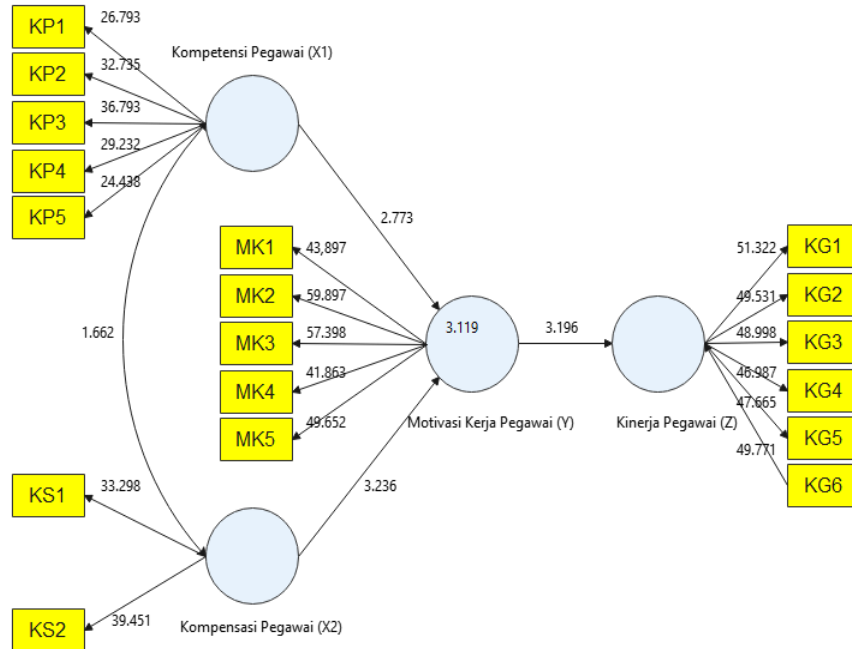 KP1
26.793
Kompetensi Pegawai (X1)
KP2
32.735
KP3
36.793
KP4
29.232
KP5
24.438
2.773
MK1
43,897
MK2
59.897
MK3
57.398
MK4
41.863
MK5
49.652
1.662
3.119
3.196
Motivasi Kerja Pegawai (Y)
Kinerja Pegawai (Z)
KG1
51.322
KG2
49.531
KG3
48.998
KG4
46.987
KG5
47.665
KG6
49.771
KS1
33.298
3.236
KS2
39.451
Kompensasi Pegawai (X2)